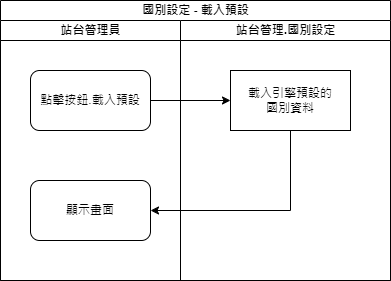 國別設定 - 載入預設
站台管理員
站台管理.國別設定
點擊按鈕.載入預設
載入引擎預設的
國別資料
顯示畫面